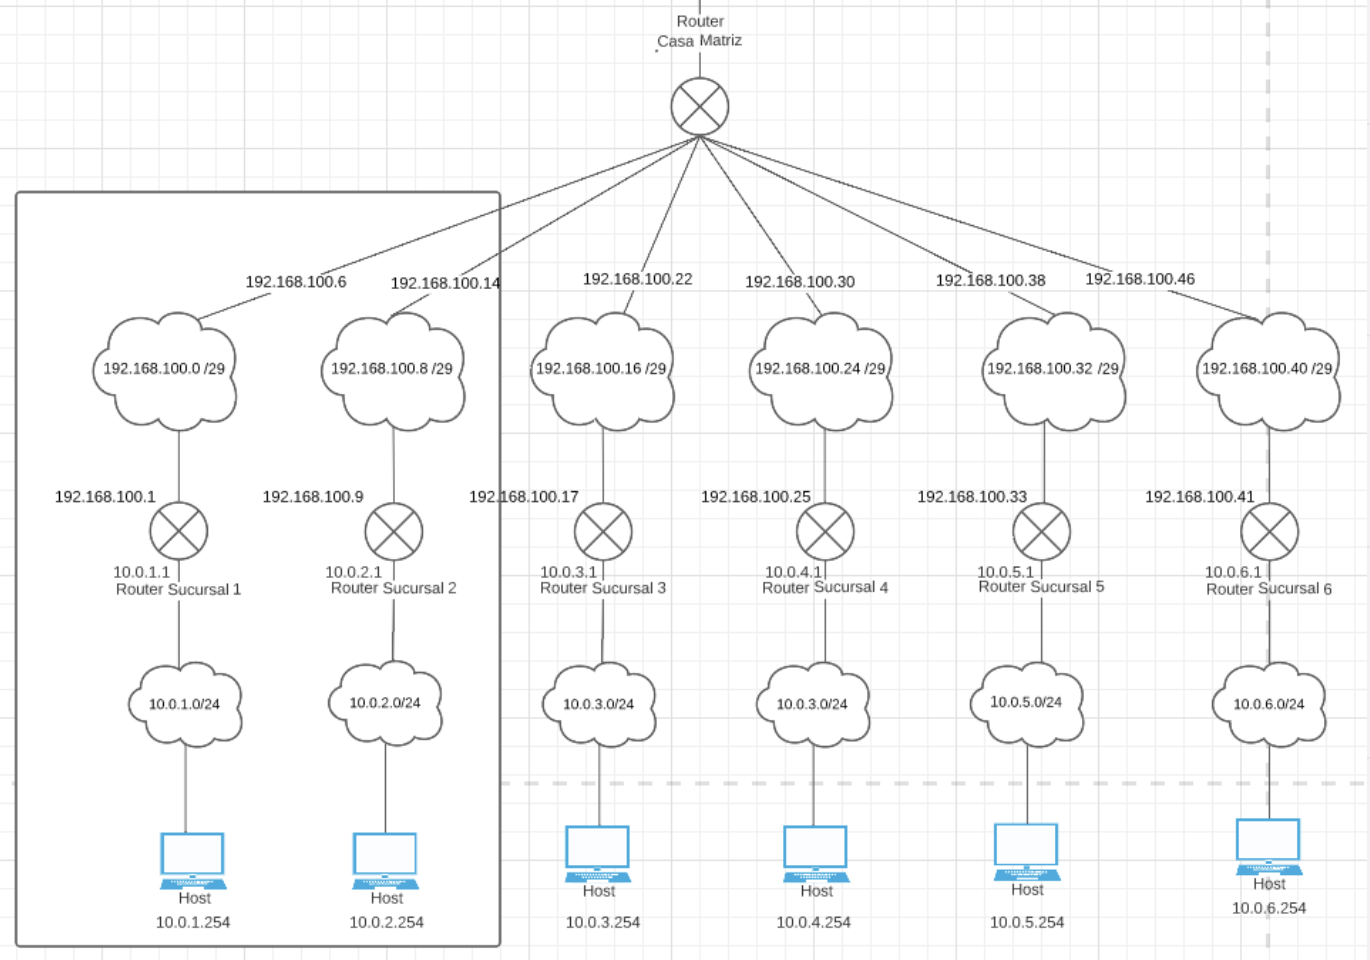 Router
Casa Matriz
192.168.100.6
192.168.100.14
192.168.100.22
192.168.100.30
192.168.100.38
192.168.100.46
192.168.100.0 /29
192.168.100.8 /29
192.168.100.16 /29
192.168.100.24 /29
192.168.100.32 /29
192.168.100.40 /29
192.168.100.1
192.168.100.9
192.168.100.17
192.168.100.25
192.168.100.33
192.168.100.41
10.0.1.1
10.0.2.1
10.0.3.1
10.0.4.1
10.0.5.1
10.0.6.1
Router Sucursal 1
Router Sucursal 2
Router Sucursal 3
Router Sucursal 4
Router Sucursal 5
Router Sucursal 6
10.0.1.0/24
10.0.2.0/24
10.0.3.0/24
10.0.3.0/24
10.0.5.0/24
10.0.6.0/24
Host
Host
Host
Host
Host
Host
10.0.1.254
10.0.2.254
10.0.3.254
10.0.4.254
10.0.5.254
10.0.6.254